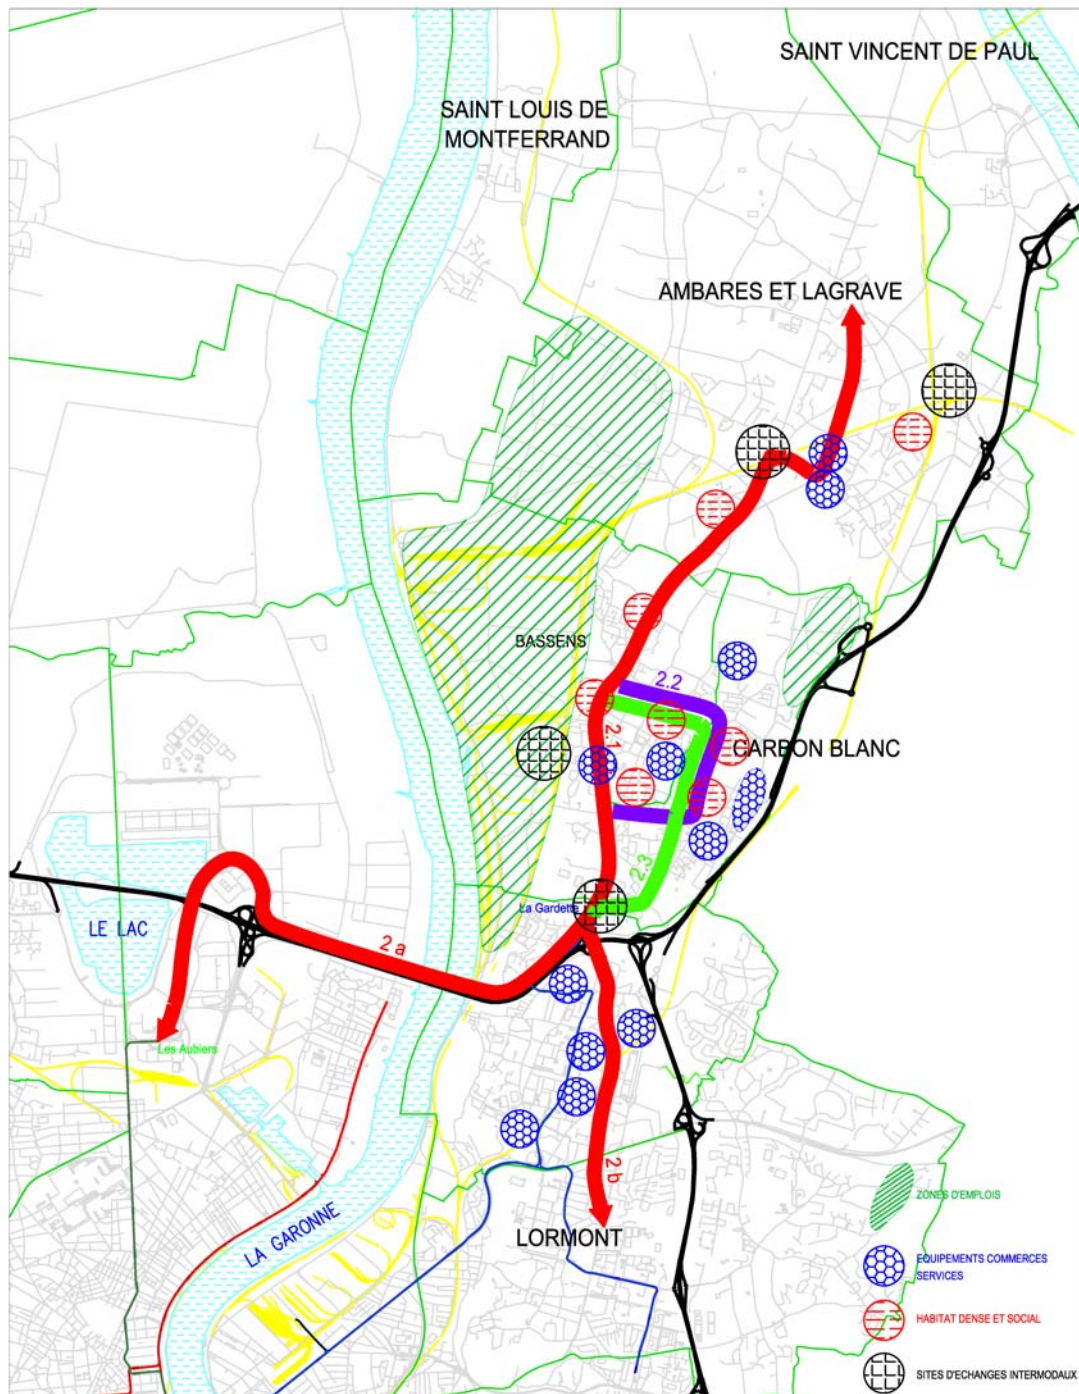 SAINT VINCENT DE PAUL
SAINT LOUIS DE
MONTFERRAND
AMBARES ET LAGRAVE
BASSENS
2.2
2.1
CARBON BLANC
2.3
La Gardette
LE LAC
2 a
Les Aubiers
2 b
LA GARONNE
LORMONT
ZONES D'EMPLOIS
EQUIPEMENTS COMMERCES
SERVICES
HABITAT DENSE ET SOCIAL
SITES D'ECHANGES INTERMODAUX